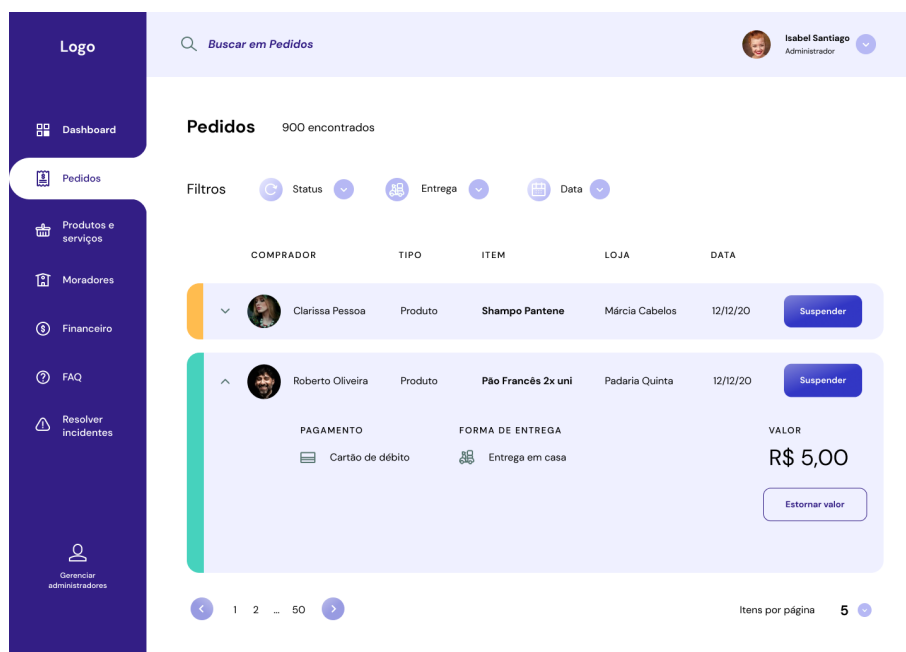 Logo
Buscar em Pedidos
Isabel Santiago
Administrador
Dashboard
Pedidos
Produtos e
serviços
Moradores
Financeiro
FAQ
Resolver
incidentes
Gerenciar
administradores
Pedidos 900 encontrados
Filtros Status Entrega Data
COMPRADOR TIPO ITEM LOJA DATA
Clarissa Pessoa Produto Shampo Pantene Márcia Cabelos 12/12/20 Suspender
Roberto Oliveira Produto Pão Francês 2x uni Padaria Quinta 12/12/20 Suspender
PAGAMENTO FORMA DE ENTREGA VALOR
Cartão de débito Entrega em casa R$ 5,00
Estornar valor
1 2 ... 50 Itens por página 5